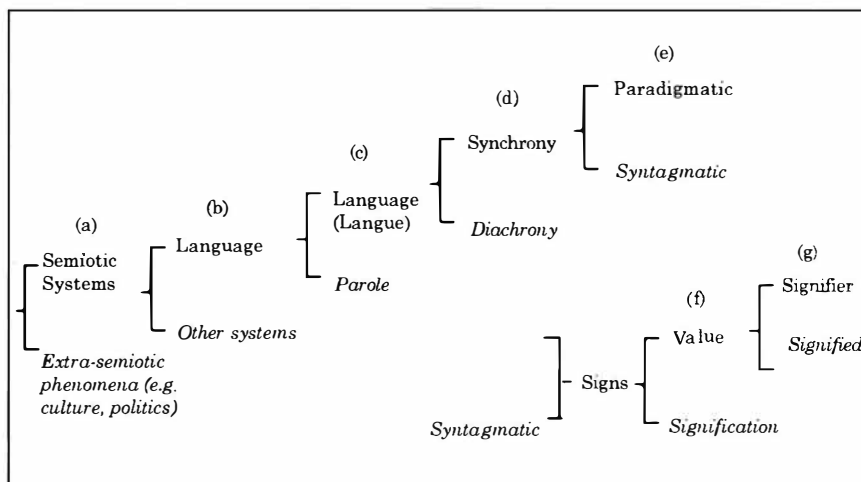 (e)
Paradigmatic
(d)
Synchrony
(c)
Syntagmatic
Language
(Langue)
(b)
(a)
Diachrony
Language
Semiotic
Systems
(g)
Parole
Signifier
(f)
Other systems
Value
Signified
Extra-semiotic
phenomena (e.g.
culture, politics)
Signs
Syntagmatic
Signification